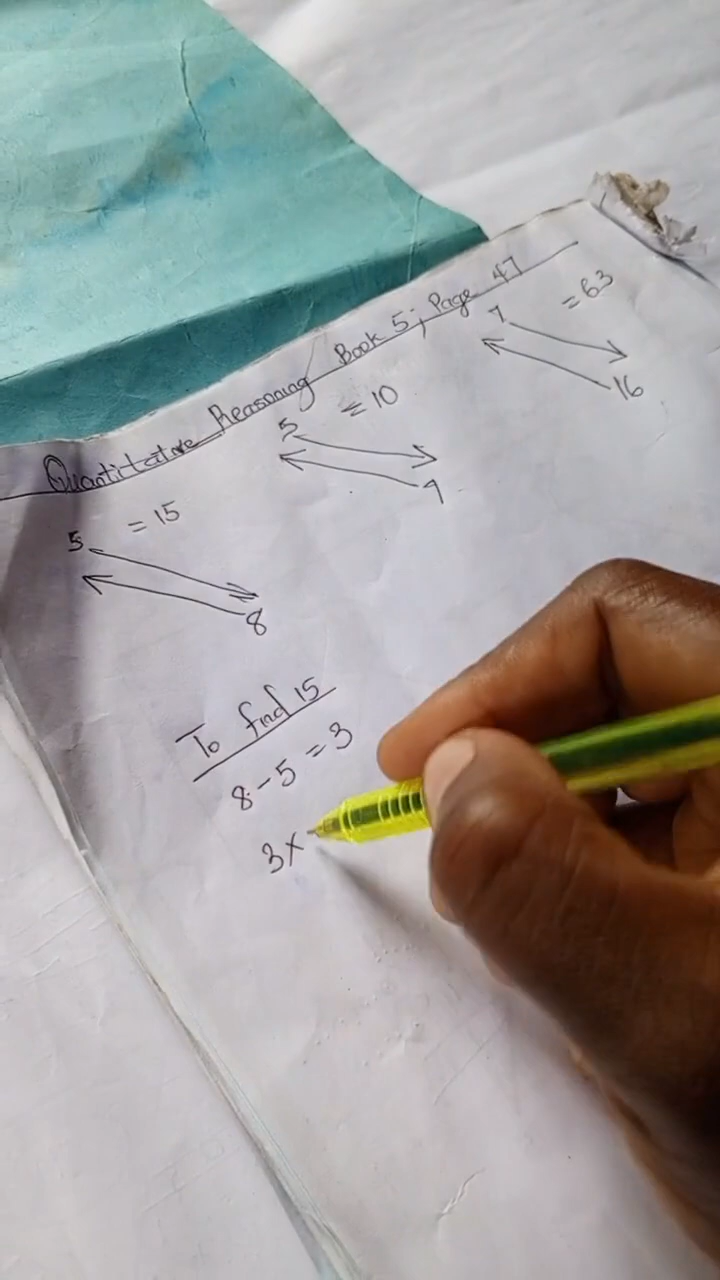 Quantitative Reasoning Book 5; Page 47
5 = 15
8
5 = 10
7
7 = 63
16
To find 15
8 - 5 = 3
3 x